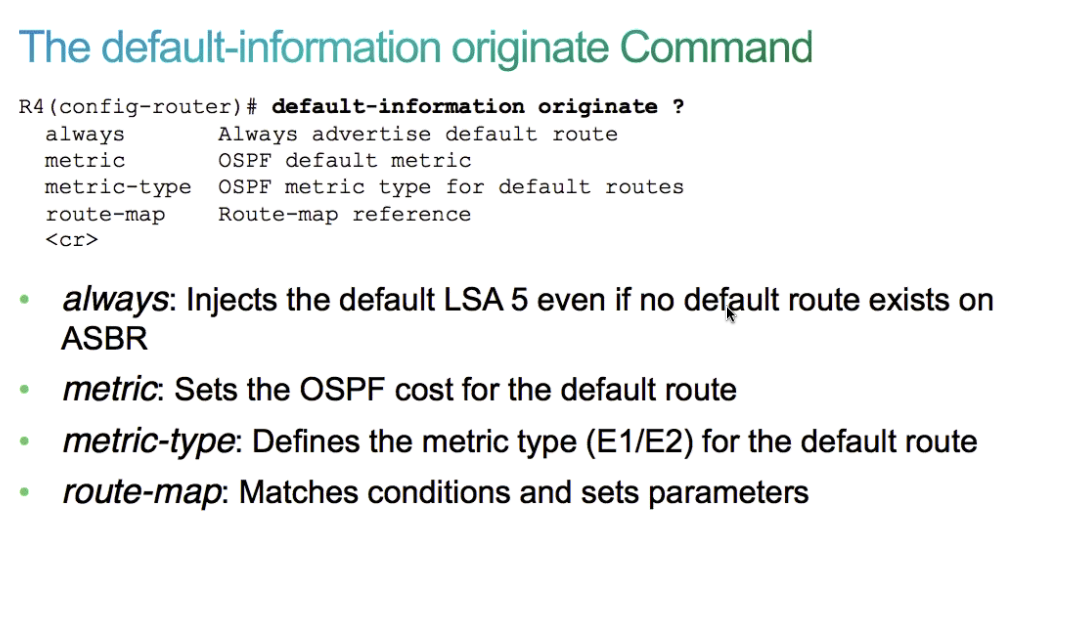 The default-information originate Command
R4(config-router)# default-information originate ?
always Always advertise default route
metric OSPF default metric
metric-type OSPF metric type for default routes
route-map Route-map reference
<cr>
• always: Injects the default LSA 5 even if no default route exists on
ASBR
• metric: Sets the OSPF cost for the default route
• metric-type: Defines the metric type (E1/E2) for the default route
• route-map: Matches conditions and sets parameters